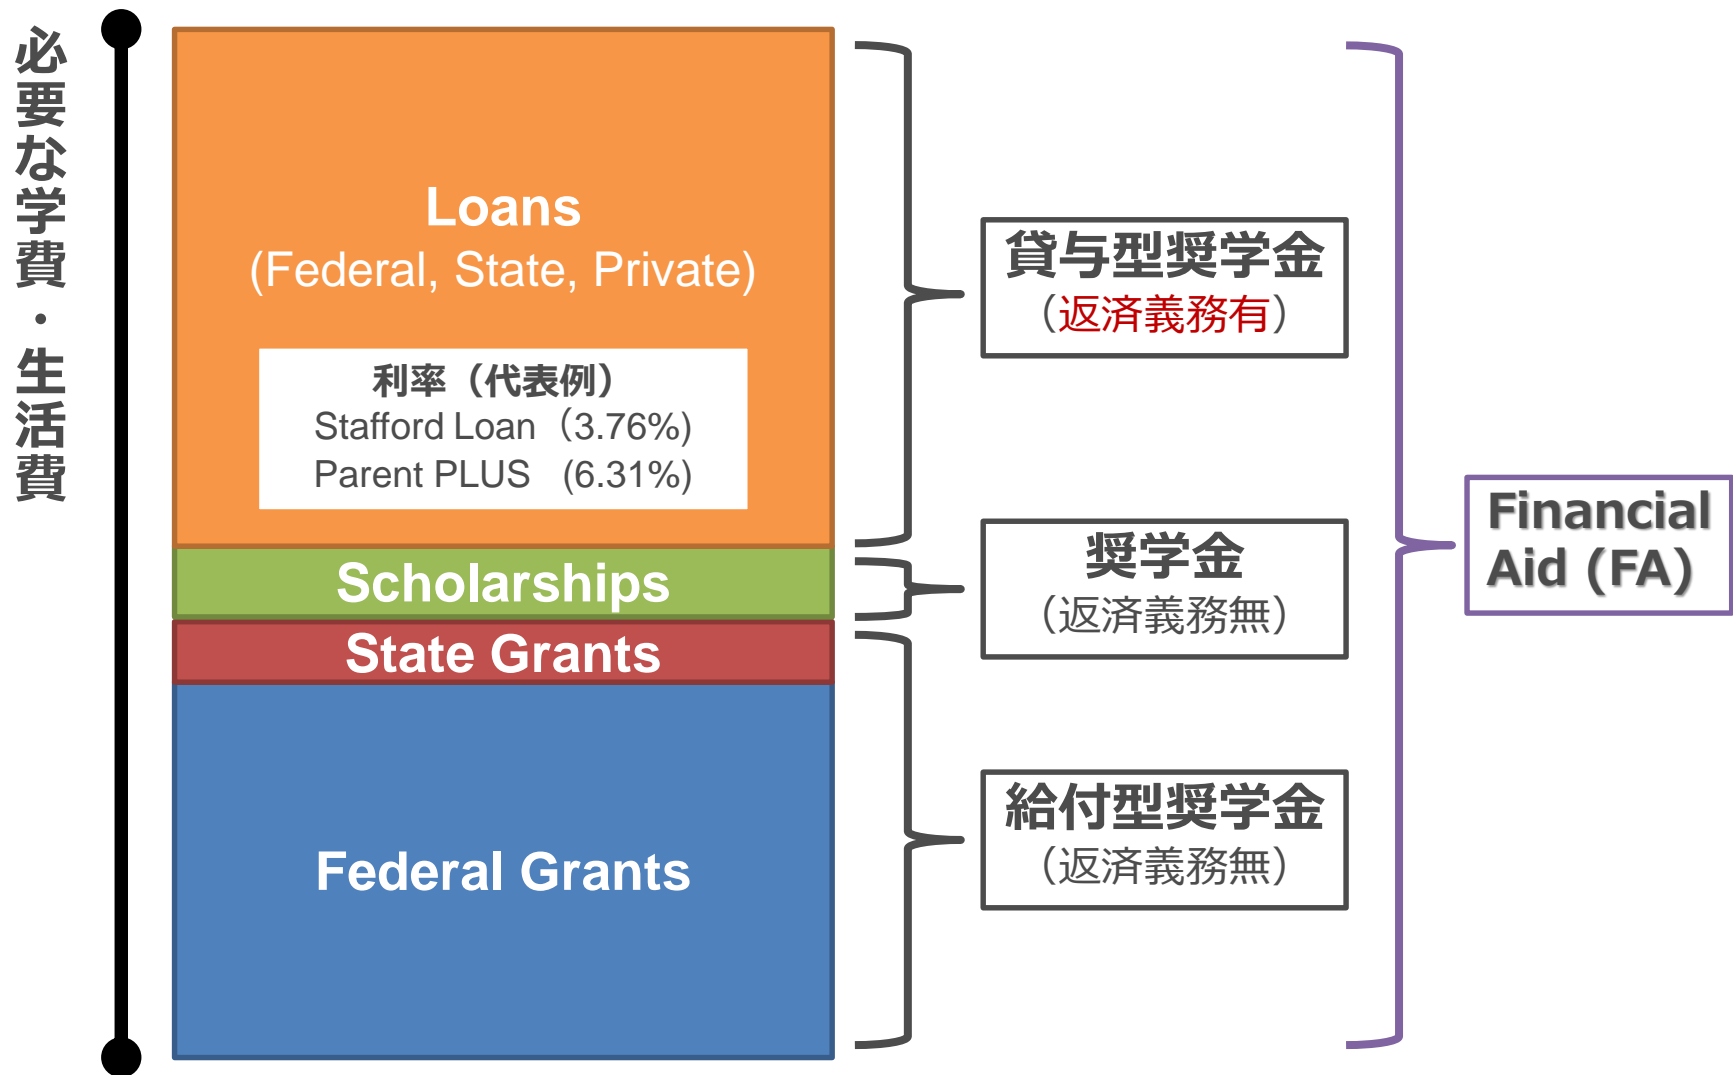 必要な学費・生活費
Loans
(Federal, State, Private)
利率（代表例）
Stafford Loan（3.76%)
Parent PLUS (6.31%)
Scholarships
State Grants
Federal Grants
貸与型奨学金
（返済義務有）
奨学金
（返済義務無）
給付型奨学金
（返済義務無）
Financial
Aid (FA)